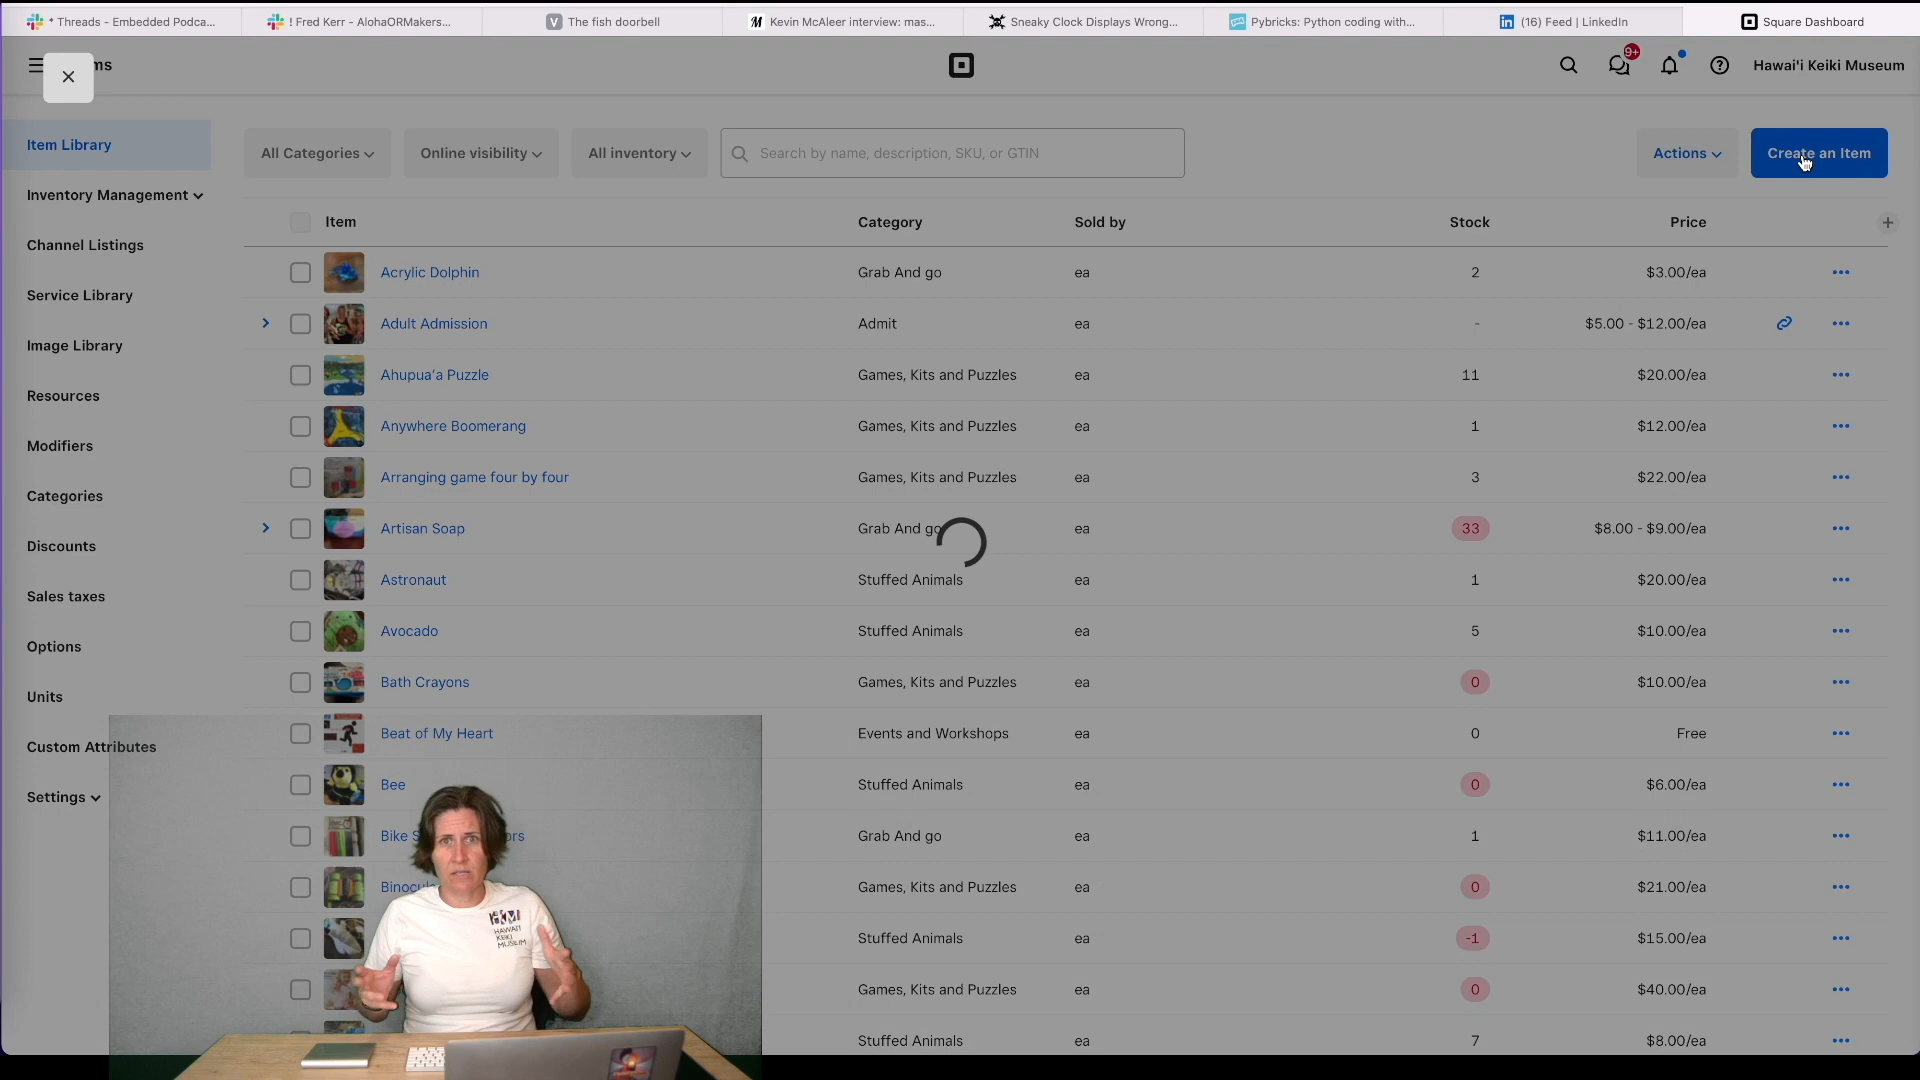 * Threads - Embedded Podca...
! Fred Kerr - AlohaORMakers...
The fish doorbell
Kevin McAleer interview: mas...
Sneaky Clock Displays Wrong...
Pybricks: Python coding with...
(16) Feed | LinkedIn
Square Dashboard
ms
9+
Hawai'i Keiki Museum
Item Library
Inventory Management
Channel Listings
Service Library
Image Library
Resources
Modifiers
Categories
Discounts
Sales taxes
Options
Units
Custom Attributes
Settings
All Categories
Online visibility
All inventory
Search by name, description, SKU, or GTIN
Actions
Create an Item
Item Category Sold by Stock Price
Acrylic Dolphin Grab And go ea 2 $3.00/ea
Adult Admission Admit ea - $5.00 - $12.00/ea
Ahupua'a Puzzle Games, Kits and Puzzles ea 11 $20.00/ea
Anywhere Boomerang Games, Kits and Puzzles ea 1 $12.00/ea
Arranging game four by four Games, Kits and Puzzles ea 3 $22.00/ea
Artisan Soap Grab And go ea 33 $8.00 - $9.00/ea
Astronaut Stuffed Animals ea 1 $20.00/ea
Avocado Stuffed Animals ea 5 $10.00/ea
Bath Crayons Games, Kits and Puzzles ea 0 $10.00/ea
Beat of My Heart Events and Workshops ea 0 Free
Bee Stuffed Animals ea 0 $6.00/ea
Bike S ors Grab And go ea 1 $11.00/ea
Binocul Games, Kits and Puzzles ea 0 $21.00/ea
Stuffed Animals ea -1 $15.00/ea
Games, Kits and Puzzles ea 0 $40.00/ea
Stuffed Animals ea 7 $8.00/ea
HAWAI'I
KEIKI
MUSEUM